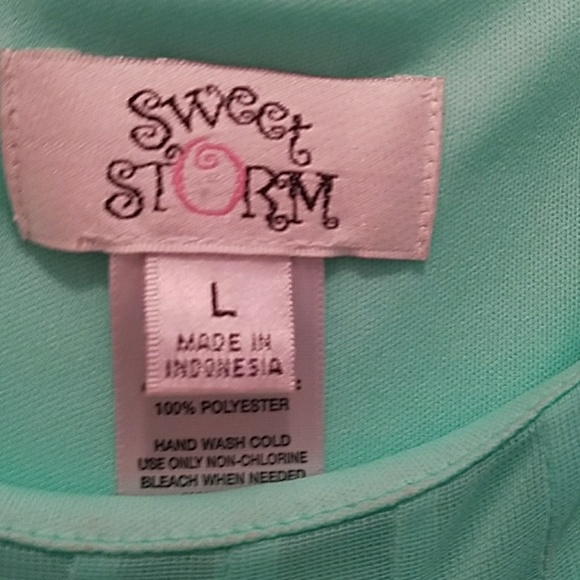 Sweet
STORM
L
MADE IN
INDONESIA
100% POLYESTER
HAND WASH COLD
USE ONLY NON-CHLORINE
BLEACH WHEN NEEDED